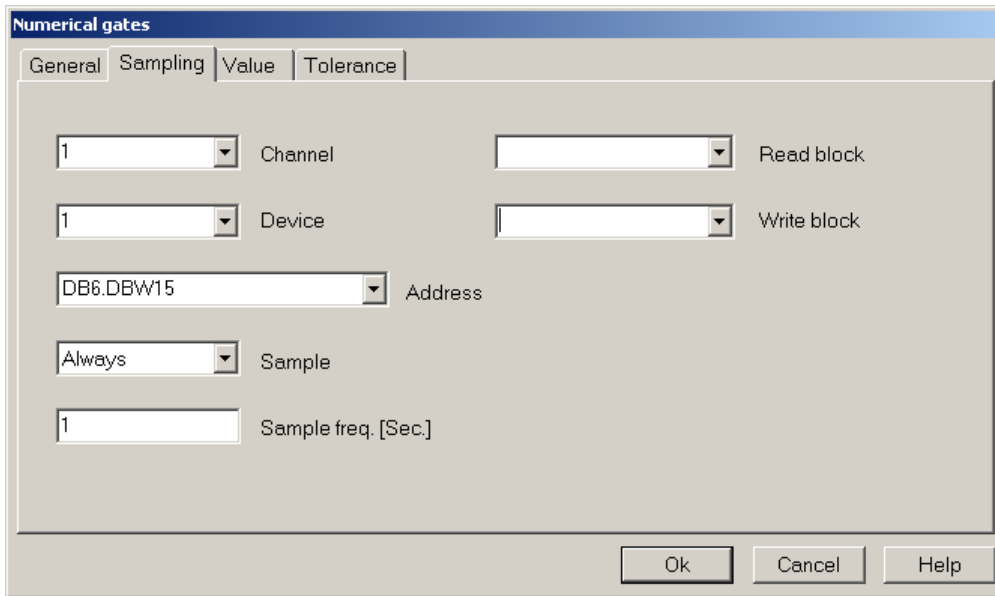 Numerical gates
General Sampling Value Tolerance
1 Channel Read block
1 Device Write block
DB6.DBW15 Address
Always Sample
1 Sample freq. [Sec.]
Ok Cancel Help